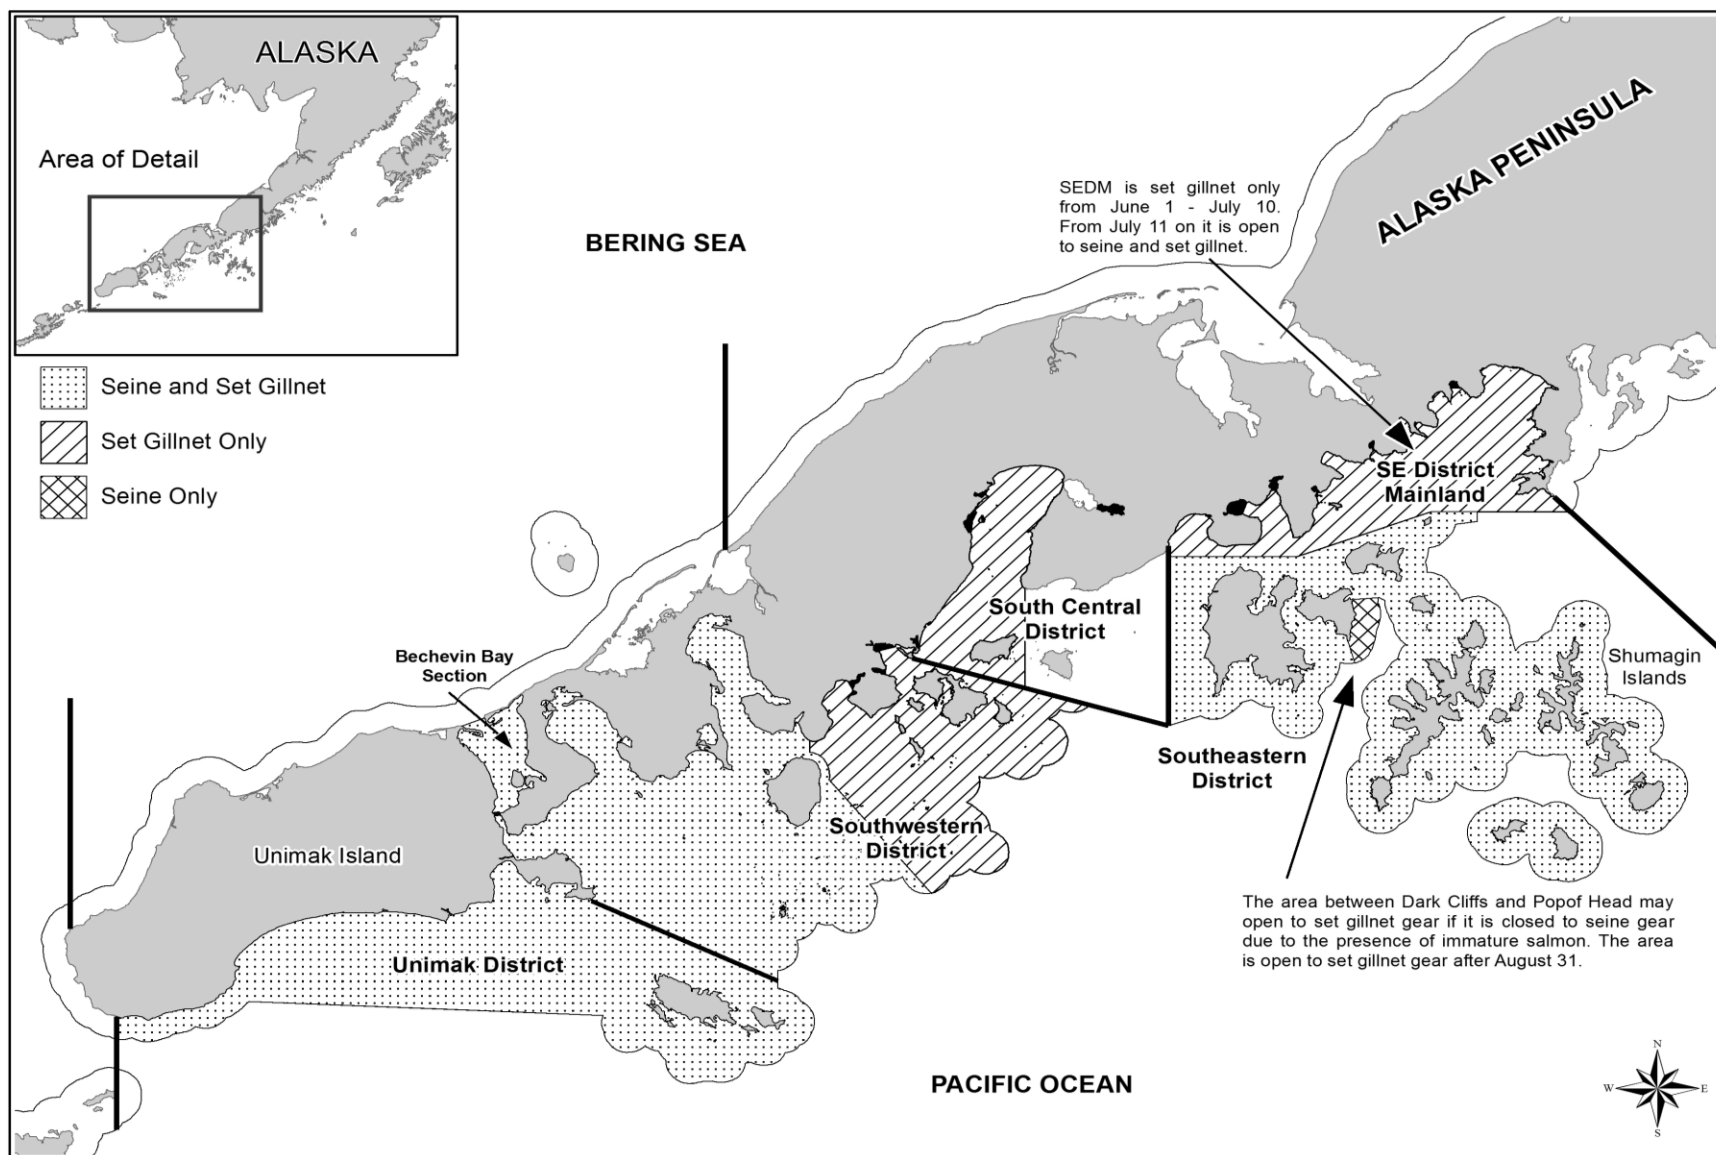 ALASKA
Area of Detail
Seine and Set Gillnet
Set Gillnet Only
Seine Only
BERING SEA
SEDM is set gillnet only
from June 1 - July 10.
From July 11 on it is open
to seine and set gillnet.
ALASKA PENINSULA
SE District
Mainland
South Central
District
Bechevin Bay
Section
Shumagin
Islands
Southeastern
District
Southwestern
District
Unimak Island
Unimak District
The area between Dark Cliffs and Popof Head may
open to set gillnet gear if it is closed to seine gear
due to the presence of immature salmon. The area
is open to set gillnet gear after August 31.
PACIFIC OCEAN
N
W
E
S